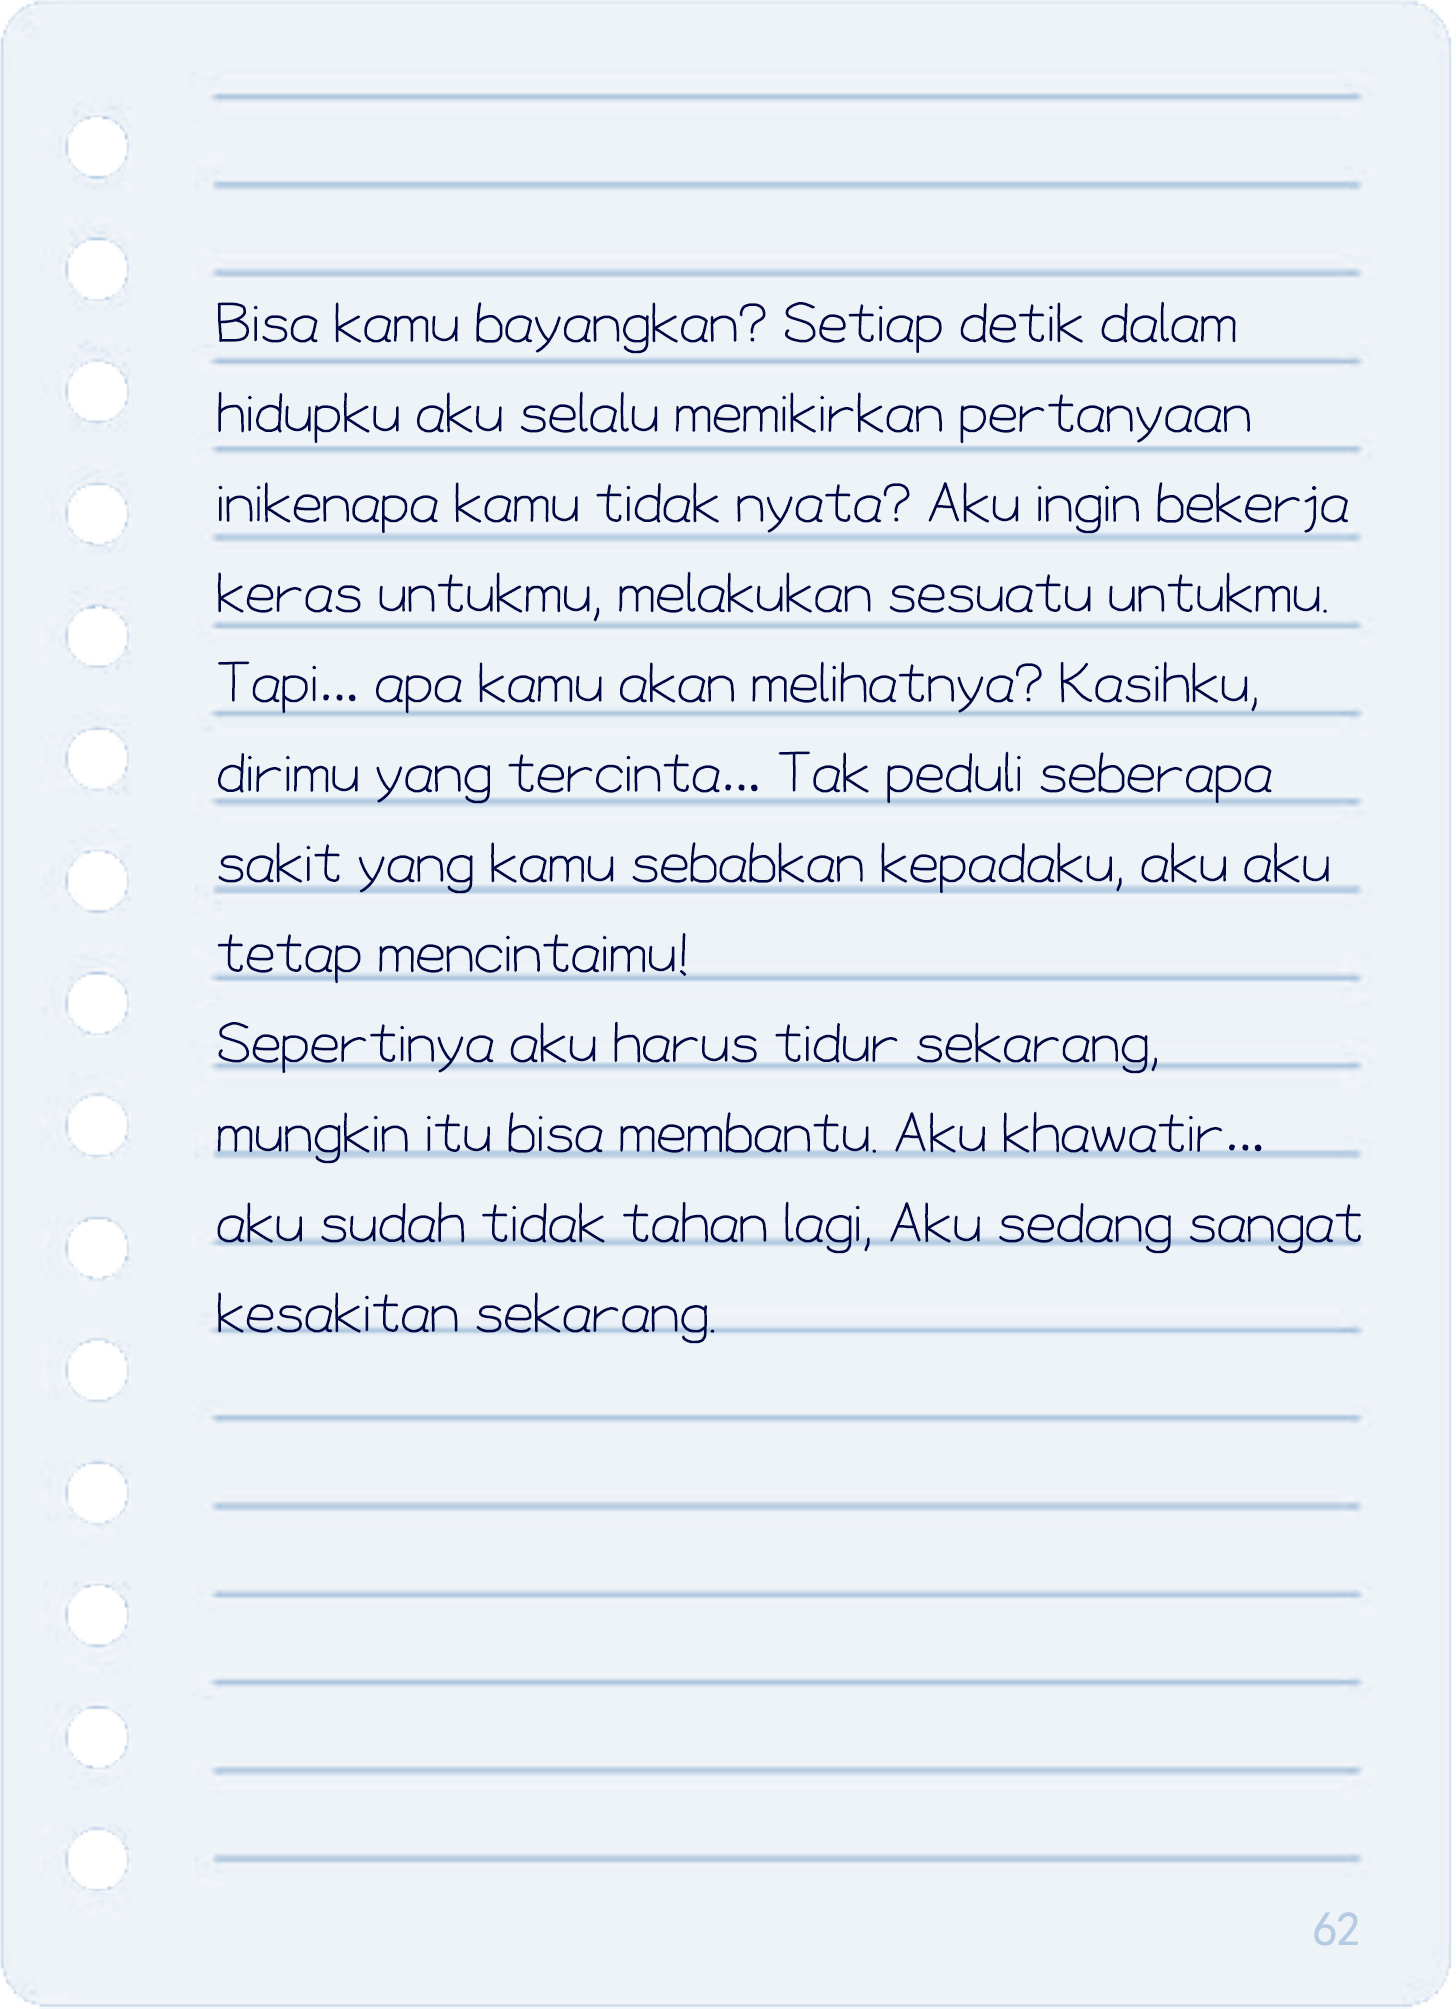 Bisa kamu bayangkan? Setiap detik dalam
hidupku aku selalu memikirkan pertanyaan
inikenapa kamu tidak nyata? Aku ingin bekerja
keras untukmu, melakukan sesuatu untukmu.
Tapi... apa kamu akan melihatnya? Kasihku,
dirimu yang tercinta... Tak peduli seberapa
sakit yang kamu sebabkan kepadaku, aku aku
tetap mencintaimu!
Sepertinya aku harus tidur sekarang,
mungkin itu bisa membantu. Aku khawatir...
aku sudah tidak tahan lagi, Aku sedang sangat
kesakitan sekarang.
62